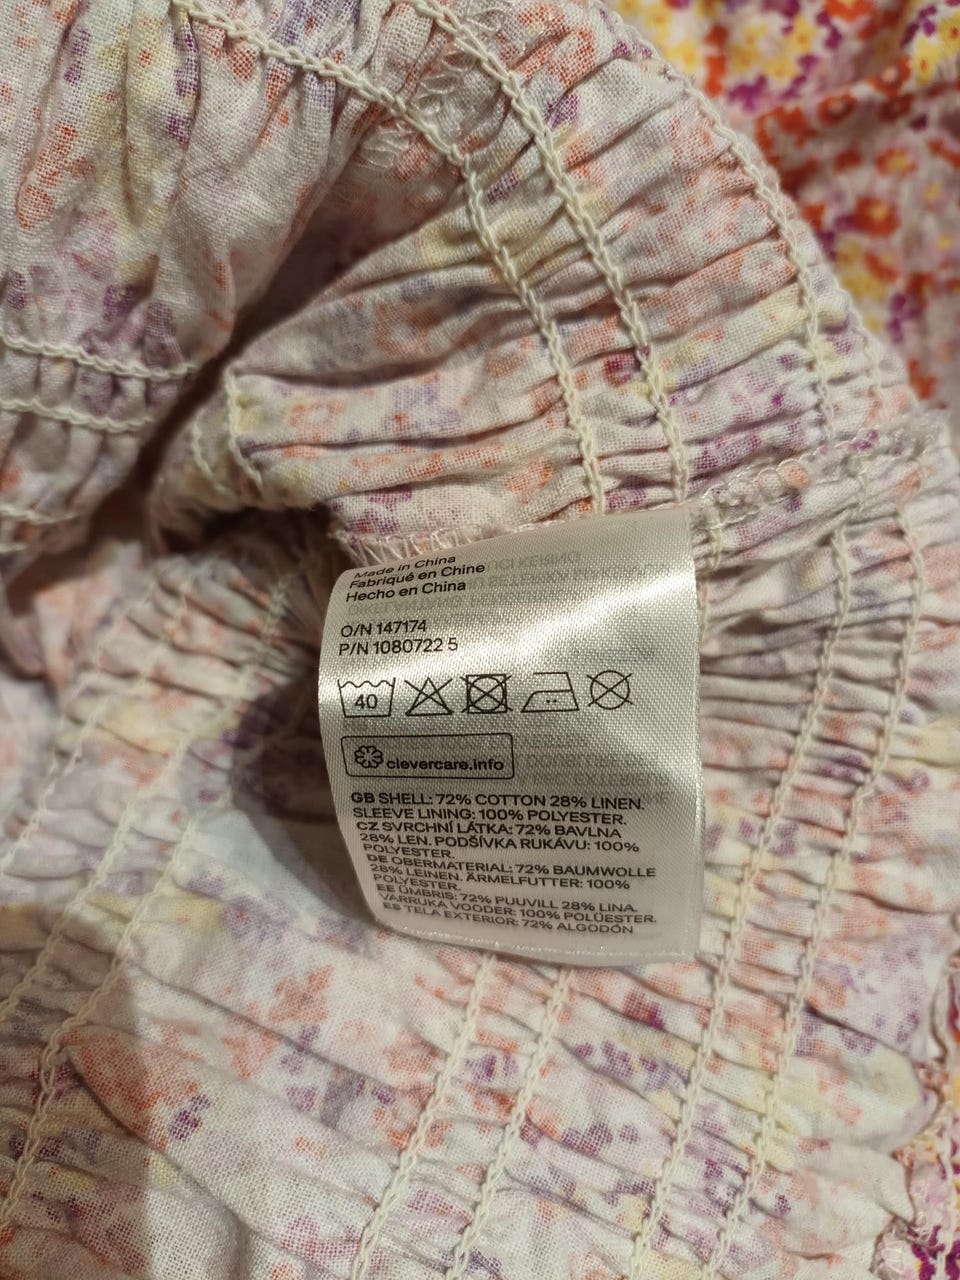 Made in China
Fabriqué en Chine
Hecho en China
O/N 147174
P/N 1080722 5
40
clevercare.info
GB SHELL: 72% COTTON 28% LINEN.
SLEEVE LINING: 100% POLYESTER.
CZ SVRCHNÍ LÁTKA: 72% BAVLNA
28% LEN. PODŠÍVKA RUKÁVU: 100%
POLYESTER.
DE OBERMATERIAL: 72% BAUMWOLLE
28% LEINEN. ÄRMELFUTTER: 100%
POLYESTER.
EE ÜMBRIS: 72% PUUVILL 28% LINA.
VARRUKA VOODER: 100% POLÜESTER.
ES TELA EXTERIOR: 72% ALGODÓN